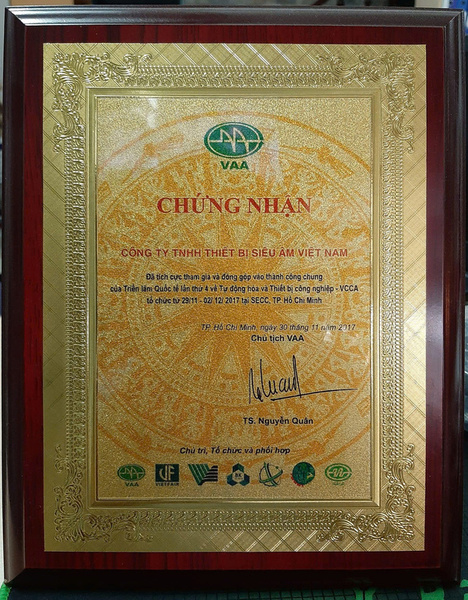 VAA
CHỨNG NHẬN
CÔNG TY TNHH THIẾT BỊ SIÊU ÂM VIỆT NAM
Đã tích cực tham gia và đóng góp vào thành công chung
của Triển lãm Quốc tế lần thứ 4 về Tự động hóa và Thiết bị công nghiệp - VCCA
tổ chức từ 29/11 - 02/12/2017 tại SECC, TP. Hồ Chí Minh
TP. Hồ Chí Minh, ngày 30 tháng 11 năm 2017
Chủ tịch VAA
TS. Nguyễn Quân
Chủ trì, Tổ chức và phối hợp
VAA
VIETFAIR